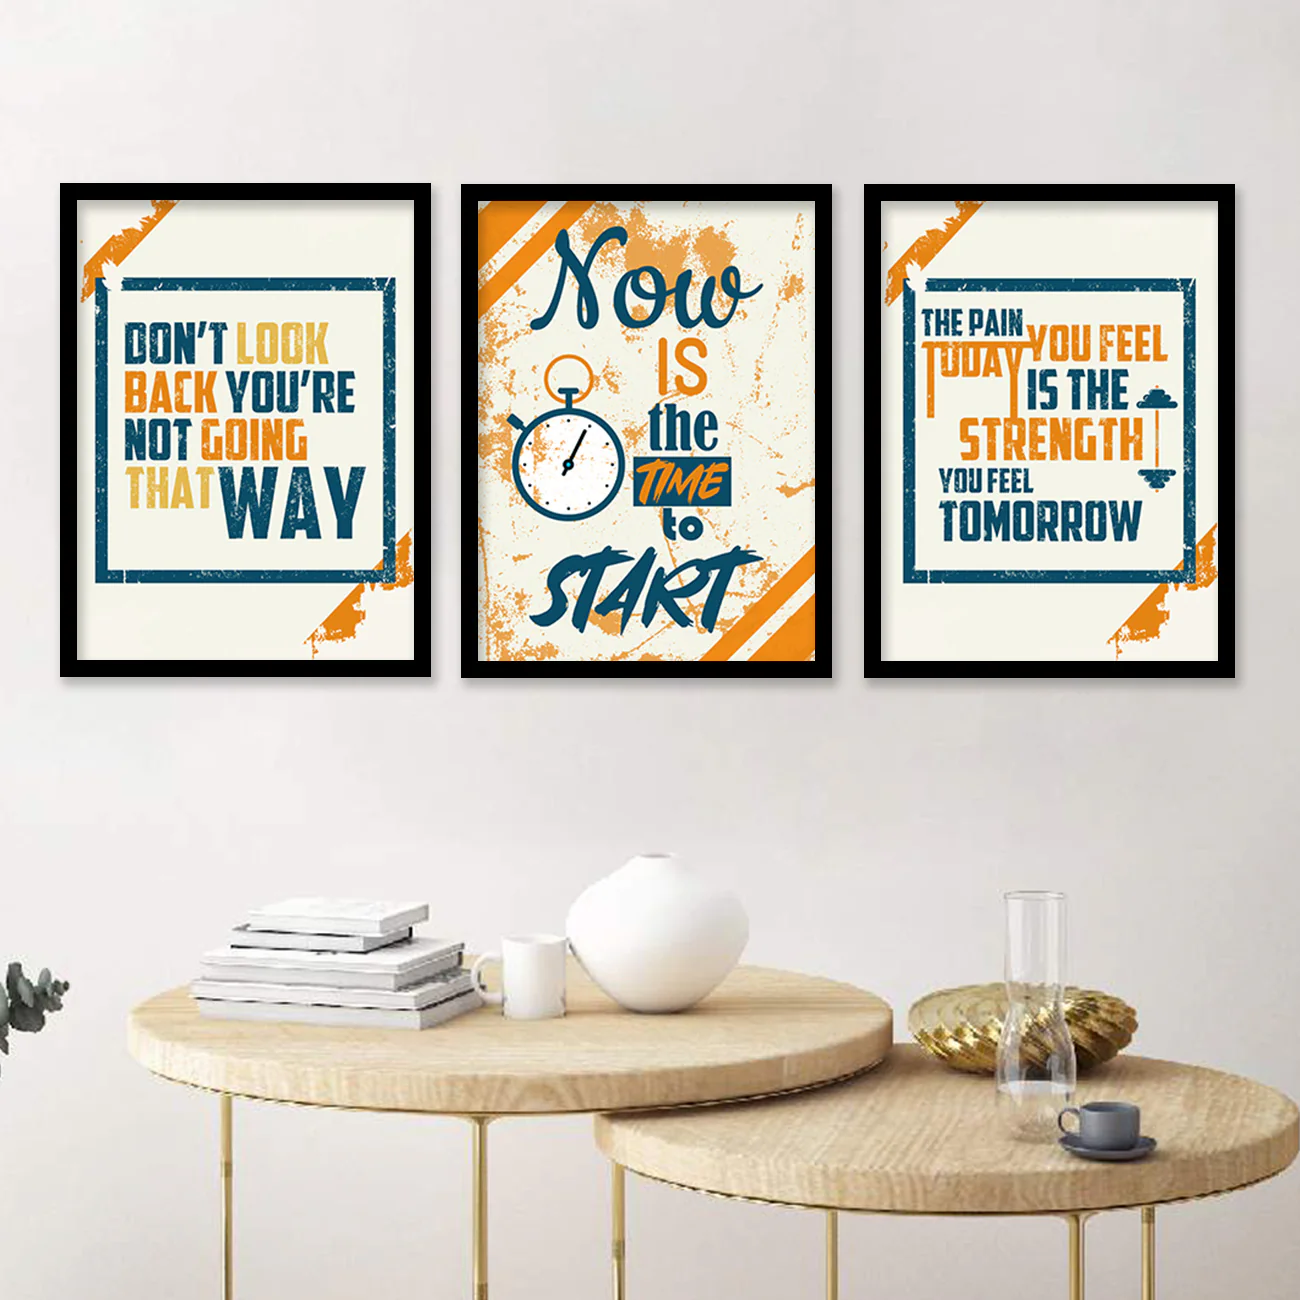 DON'T LOOK
BACK YOU'RE
NOT GOING
THAT WAY
Now
IS
the
TIME
to
START
THE PAIN
TODAY YOU FEEL
IS THE
STRENGTH
YOU FEEL
TOMORROW